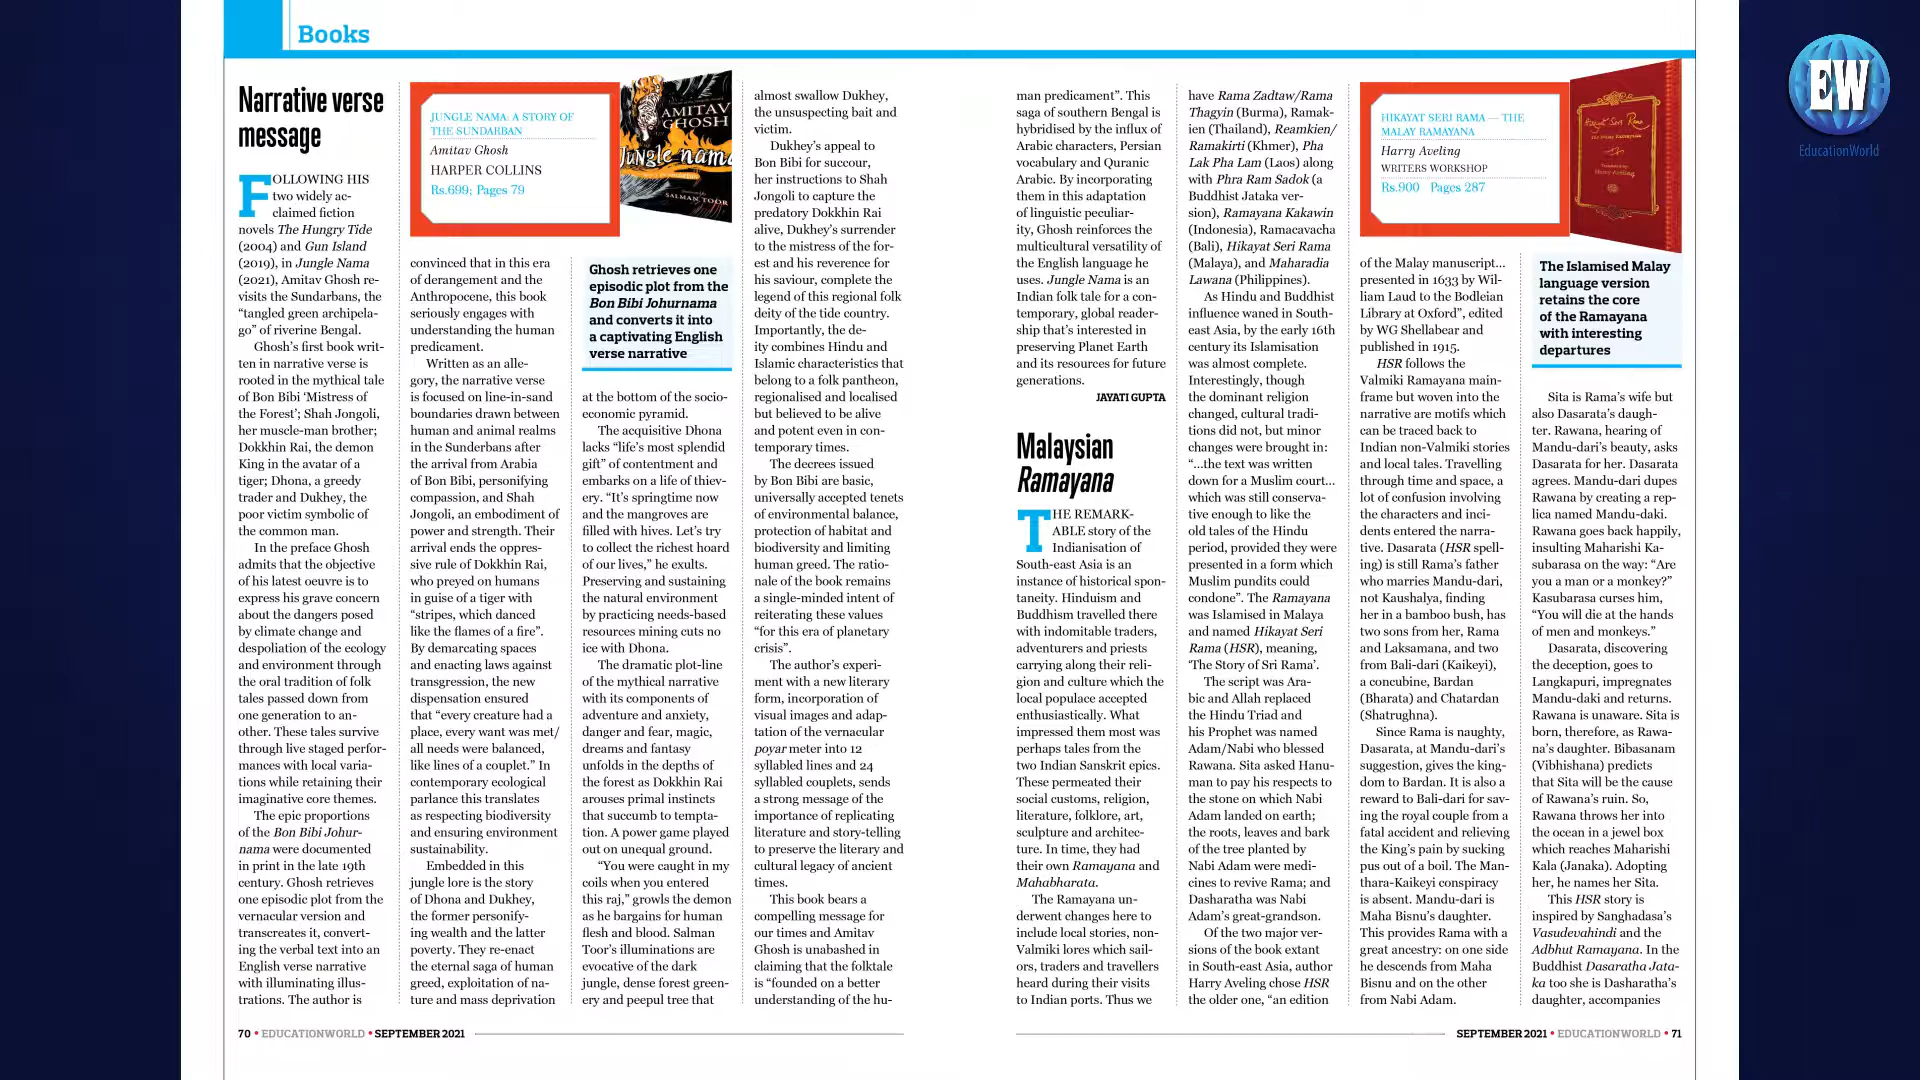 Books
Narrative verse
message
FOLLOWING HIS
two widely ac-
claimed fiction
novels The Hungry Tide
(2004) and Gun Island
(2019), in Jungle Nama
(2021), Amitav Ghosh re-
visits the Sundarbans, the
“tangled green archipela-
go” of riverine Bengal.
Ghosh’s first book writ-
ten in narrative verse is
rooted in the mythical tale
of Bon Bibi ‘Mistress of
the Forest’; Shah Jongoli,
her muscle-man brother;
Dokkhin Rai, the demon
King in the avatar of a
tiger; Dhona, a greedy
trader and Dukhey, the
poor victim symbolic of
the common man.
In the preface Ghosh
admits that the objective
of his latest oeuvre is to
express his grave concern
about the dangers posed
by climate change and
despoliation of the ecology
and environment through
the oral tradition of folk
tales passed down from
one generation to an-
other. These tales survive
through live staged perfor-
mances with local varia-
tions while retaining their
imaginative core themes.
The epic proportions
of the Bon Bibi Johur-
nama were documented
in print in the late 19th
century. Ghosh retrieves
one episodic plot from the
vernacular version and
transcreates it, convert-
ing the verbal text into an
English verse narrative
with illuminating illus-
trations. The author is
JUNGLE NAMA: A STORY OF
THE SUNDARBAN
Amitav Ghosh
HARPER COLLINS
Rs.699; Pages 79
AMITAV
GHOSH
Jungle nama
SALMAN TOOR
convinced that in this era
of derangement and the
Anthropocene, this book
seriously engages with
understanding the human
predicament.
Written as an alle-
gory, the narrative verse
is focused on line-in-sand
boundaries drawn between
human and animal realms
in the Sunderbans after
the arrival from Arabia
of Bon Bibi, personifying
compassion, and Shah
Jongoli, an embodiment of
power and strength. Their
arrival ends the oppres-
sive rule of Dokkhin Rai,
who preyed on humans
in guise of a tiger with
“stripes, which danced
like the flames of a fire”.
By demarcating spaces
and enacting laws against
transgression, the new
dispensation ensured
that “every creature had a
place, every want was met/
all needs were balanced,
like lines of a couplet.” In
contemporary ecological
parlance this translates
as respecting biodiversity
and ensuring environment
sustainability.
Embedded in this
jungle lore is the story
of Dhona and Dukhey,
the former personify-
ing wealth and the latter
poverty. They re-enact
the eternal saga of human
greed, exploitation of na-
ture and mass deprivation
Ghosh retrieves one
episodic plot from the
Bon Bibi Johurnama
and converts it into
a captivating English
verse narrative
at the bottom of the socio-
economic pyramid.
The acquisitive Dhona
lacks “life’s most splendid
gift” of contentment and
embarks on a life of thiev-
ery. “It’s springtime now
and the mangroves are
filled with hives. Let’s try
to collect the richest hoard
of our lives,” he exults.
Preserving and sustaining
the natural environment
by practicing needs-based
resources mining cuts no
ice with Dhona.
The dramatic plot-line
of the mythical narrative
with its components of
adventure and anxiety,
danger and fear, magic,
dreams and fantasy
unfolds in the depths of
the forest as Dokkhin Rai
arouses primal instincts
that succumb to tempta-
tion. A power game played
out on unequal ground.
“You were caught in my
coils when you entered
this raj,” growls the demon
as he bargains for human
flesh and blood. Salman
Toor’s illuminations are
evocative of the dark
jungle, dense forest green-
ery and peepul tree that
almost swallow Dukhey,
the unsuspecting bait and
victim.
Dukhey’s appeal to
Bon Bibi for succour,
her instructions to Shah
Jongoli to capture the
predatory Dokkhin Rai
alive, Dukhey’s surrender
to the mistress of the for-
est and his reverence for
his saviour, complete the
legend of this regional folk
deity of the tide country.
Importantly, the de-
ity combines Hindu and
Islamic characteristics that
belong to a folk pantheon,
regionalised and localised
but believed to be alive
and potent even in con-
temporary times.
The decrees issued
by Bon Bibi are basic,
universally accepted tenets
of environmental balance,
protection of habitat and
biodiversity and limiting
human greed. The ratio-
nale of the book remains
a single-minded intent of
reiterating these values
“for this era of planetary
crisis”.
The author’s experi-
ment with a new literary
form, incorporation of
visual images and adap-
tation of the vernacular
poyar meter into 12
syllabled lines and 24
syllabled couplets, sends
a strong message of the
importance of replicating
literature and story-telling
to preserve the literary and
cultural legacy of ancient
times.
This book bears a
compelling message for
our times and Amitav
Ghosh is unabashed in
claiming that the folktale
is “founded on a better
understanding of the hu-
man predicament”. This
saga of southern Bengal is
hybridised by the influx of
Arabic characters, Persian
vocabulary and Quranic
Arabic. By incorporating
them in this adaptation
of linguistic peculiar-
ity, Ghosh reinforces the
multicultural versatility of
the English language he
uses. Jungle Nama is an
Indian folk tale for a con-
temporary, global reader-
ship that’s interested in
preserving Planet Earth
and its resources for future
generations.
JAYATI GUPTA
Malaysian
Ramayana
THE REMARK-
ABLE story of the
Indianisation of
South-east Asia is an
instance of historical spon-
taneity. Hinduism and
Buddhism travelled there
with indomitable traders,
adventurers and priests
carrying along their reli-
gion and culture which the
local populace accepted
enthusiastically. What
impressed them most was
perhaps tales from the
two Indian Sanskrit epics.
These permeated their
social customs, religion,
literature, folklore, art,
sculpture and architec-
ture. In time, they had
their own Ramayana and
Mahabharata.
The Ramayana un-
derwent changes here to
include local stories, non-
Valmiki lores which sail-
ors, traders and travellers
heard during their visits
to Indian ports. Thus we
have Rama Zadtaw/Rama
Thagyin (Burma), Ramak-
ien (Thailand), Reamkien/
Ramakirti (Khmer), Pha
Lak Pha Lam (Laos) along
with Phra Ram Sadok (a
Buddhist Jataka ver-
sion), Ramayana Kakawin
(Indonesia), Ramacavacha
(Bali), Hikayat Seri Rama
(Malaya), and Maharadia
Lawana (Philippines).
As Hindu and Buddhist
influence waned in South-
east Asia, by the early 16th
century its Islamisation
was almost complete.
Interestingly, though
the dominant religion
changed, cultural tradi-
tions did not, but minor
changes were brought in:
“…the text was written
down for a Muslim court…
which was still conserva-
tive enough to like the
old tales of the Hindu
period, provided they were
presented in a form which
Muslim pundits could
condone”. The Ramayana
was Islamised in Malaya
and named Hikayat Seri
Rama (HSR), meaning,
‘The Story of Sri Rama’.
The script was Ara-
bic and Allah replaced
the Hindu Triad and
his Prophet was named
Adam/Nabi who blessed
Rawana. Sita asked Hanu-
man to pay his respects to
the stone on which Nabi
Adam landed on earth;
the roots, leaves and bark
of the tree planted by
Nabi Adam were medi-
cines to revive Rama; and
Dasharatha was Nabi
Adam’s great-grandson.
Of the two major ver-
sions of the book extant
in South-east Asia, author
Harry Aveling chose HSR
the older one, “an edition
HIKAYAT SERI RAMA — THE
MALAY RAMAYANA
Harry Aveling
WRITERS WORKSHOP
Rs.900 Pages 287
Hikayat Seri Rama
The Malay Ramayana
Harry Aveling
of the Malay manuscript…
presented in 1633 by Wil-
liam Laud to the Bodleian
Library at Oxford”, edited
by WG Shellabear and
published in 1915.
HSR follows the
Valmiki Ramayana main-
frame but woven into the
narrative are motifs which
can be traced back to
Indian non-Valmiki stories
and local tales. Travelling
through time and space, a
lot of confusion involving
the characters and inci-
dents entered the narra-
tive. Dasarata (HSR spell-
ing) is still Rama’s father
who marries Mandu-dari,
not Kaushalya, finding
her in a bamboo bush, has
two sons from her, Rama
and Laksamana, and two
from Bali-dari (Kaikeyi),
a concubine, Bardan
(Bharata) and Chatardan
(Shatrughna).
Since Rama is naughty,
Dasarata, at Mandu-dari’s
suggestion, gives the king-
dom to Bardan. It is also a
reward to Bali-dari for sav-
ing the royal couple from a
fatal accident and relieving
the King’s pain by sucking
pus out of a boil. The Man-
thara-Kaikeyi conspiracy
is absent. Mandu-dari is
Maha Bisnu’s daughter.
This provides Rama with a
great ancestry: on one side
he descends from Maha
Bisnu and on the other
from Nabi Adam.
The Islamised Malay
language version
retains the core
of the Ramayana
with interesting
departures
Sita is Rama’s wife but
also Dasarata’s daugh-
ter. Rawana, hearing of
Mandu-dari’s beauty, asks
Dasarata for her. Dasarata
agrees. Mandu-dari dupes
Rawana by creating a rep-
lica named Mandu-daki.
Rawana goes back happily,
insulting Maharishi Ka-
subarasa on the way: “Are
you a man or a monkey?”
Kasubarasa curses him,
“You will die at the hands
of men and monkeys.”
Dasarata, discovering
the deception, goes to
Langkapuri, impregnates
Mandu-daki and returns.
Rawana is unaware. Sita is
born, therefore, as Rawa-
na’s daughter. Bibasanam
(Vibhishana) predicts
that Sita will be the cause
of Rawana’s ruin. So,
Rawana throws her into
the ocean in a jewel box
which reaches Maharishi
Kala (Janaka). Adopting
her, he names her Sita.
This HSR story is
inspired by Sanghadasa’s
Vasudevahindi and the
Adbhut Ramayana. In the
Buddhist Dasaratha Jata-
ka too she is Dasharatha’s
daughter, accompanies
70 • EDUCATIONWORLD • SEPTEMBER 2021
SEPTEMBER 2021 • EDUCATIONWORLD • 71
EW
EducationWorld